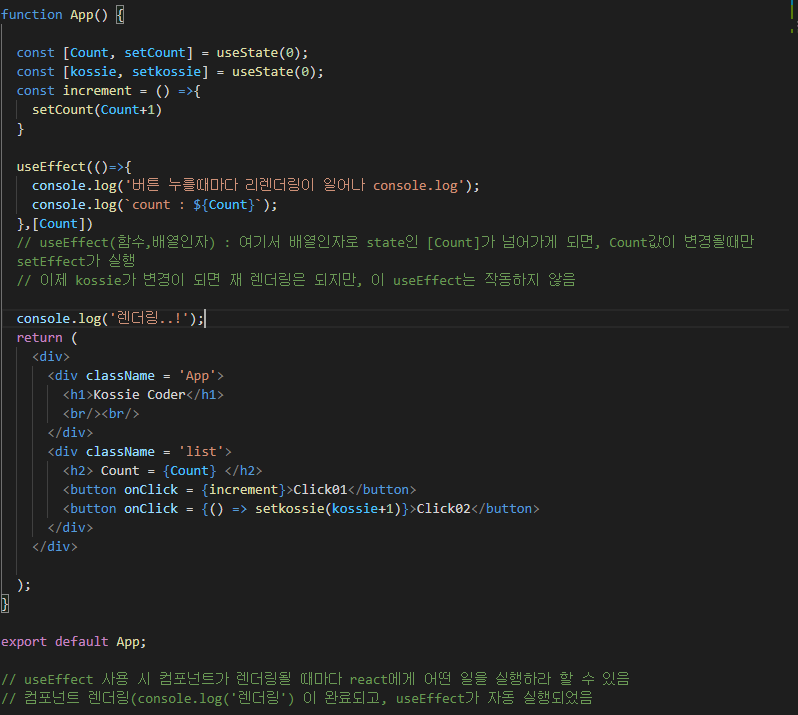 function App() {
const [Count, setCount] = useState(0);
const [kossie, setkossie] = useState(0);
const increment = () =>{
setCount(Count+1)
}
useEffect(()=>{
console.log('버튼 누를때마다 리렌더링이 일어나 console.log');
console.log(`count : ${Count}`);
},[Count])
// useEffect(함수,배열인자) : 여기서 배열인자로 state인 [Count]가 넘어가게 되면, Count값이 변경될때만
setEffect가 실행
// 이제 kossie가 변경이 되면 재 렌더링은 되지만, 이 useEffect는 작동하지 않음
console.log('렌더링..!');
return (
<div>
<div className = 'App'>
<h1>Kossie Coder</h1>
<br/><br/>
</div>
<div className = 'list'>
<h2> Count = {Count} </h2>
<button onClick = {increment}>Click01</button>
<button onClick = {() => setkossie(kossie+1)}>Click02</button>
</div>
</div>
);
}
export default App;
// useEffect 사용 시 컴포넌트가 렌더링될 때마다 react에게 어떤 일을 실행하라 할 수 있음
// 컴포넌트 렌더링(console.log('렌더링') 이 완료되고, useEffect가 자동 실행되었음